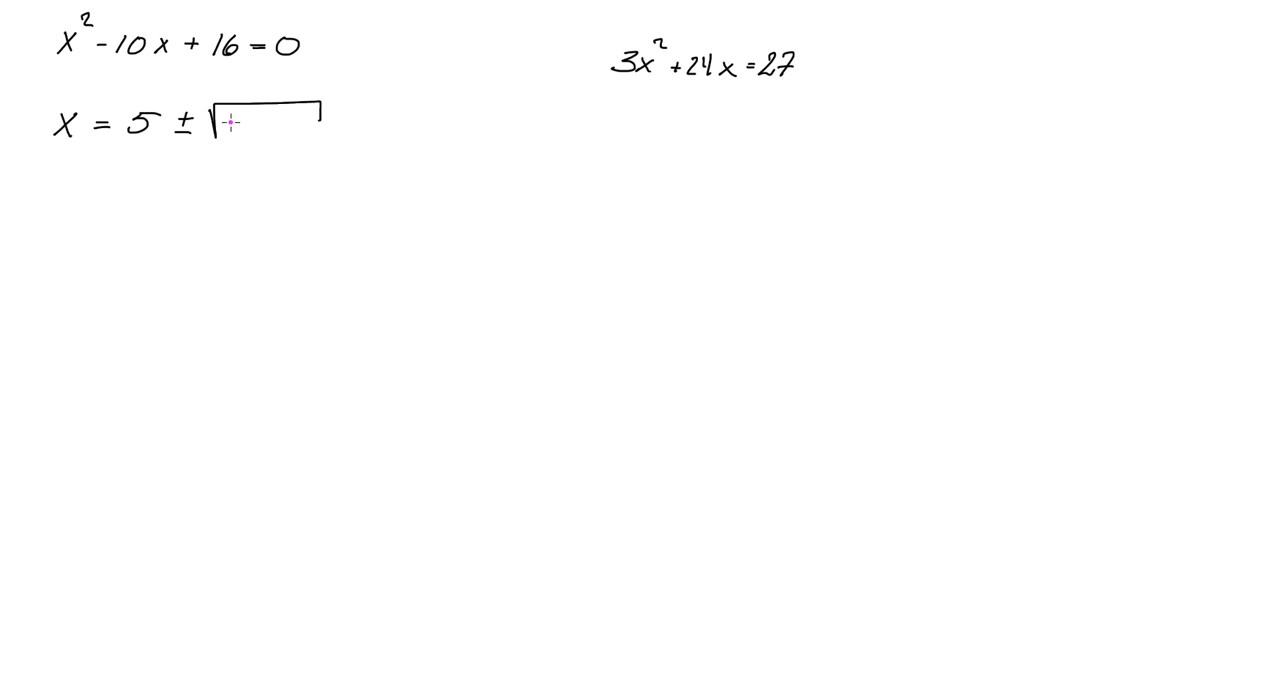 x² - 10x + 16 = 0
x = 5 ± √
3x² + 24x = 27